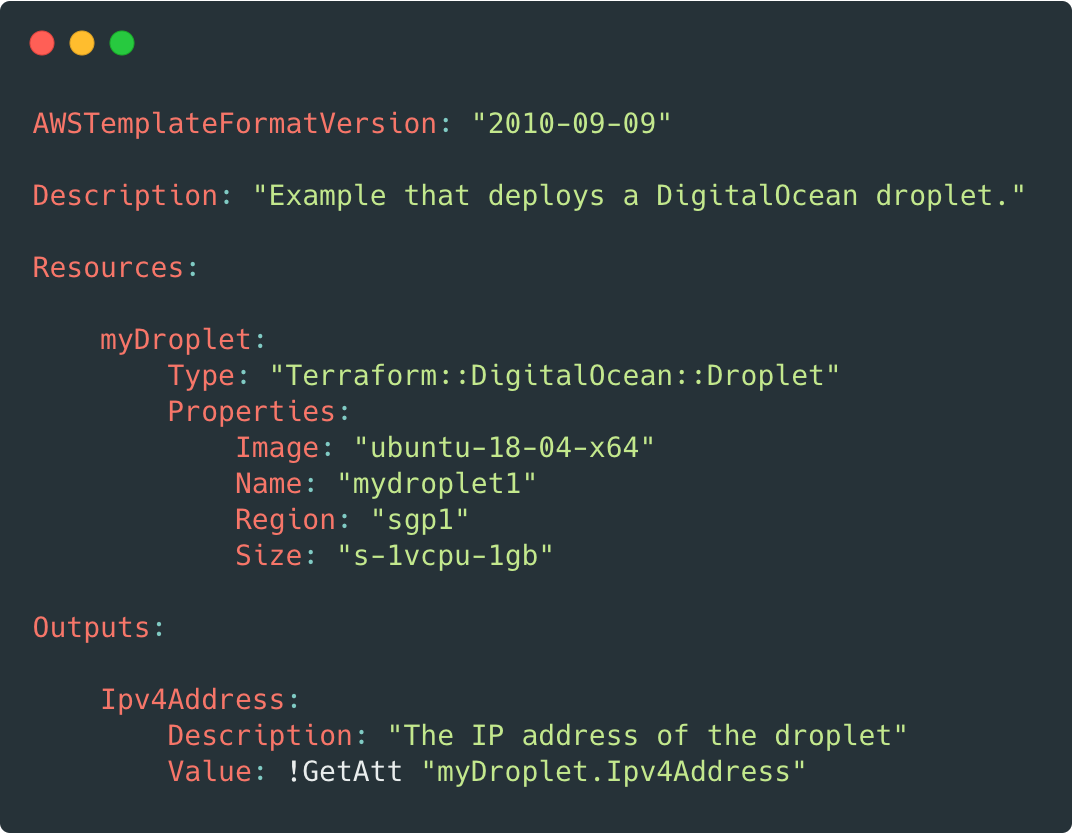 AWSTemplateFormatVersion: "2010-09-09"
Description: "Example that deploys a DigitalOcean droplet."
Resources:
    myDroplet:
        Type: "Terraform::DigitalOcean::Droplet"
        Properties:
            Image: "ubuntu-18-04-x64"
            Name: "mydroplet1"
            Region: "sgp1"
            Size: "s-1vcpu-1gb"
Outputs:
    Ipv4Address:
        Description: "The IP address of the droplet"
        Value: !GetAtt "myDroplet.Ipv4Address"